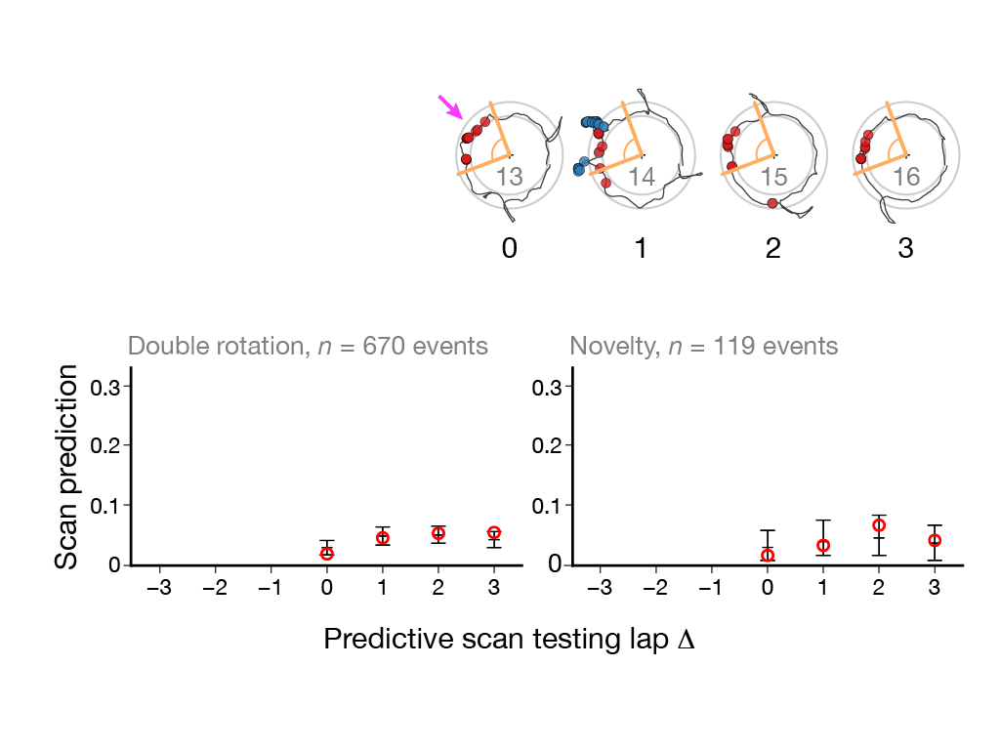 13 14 15 16
0 1 2 3
Double rotation, n = 670 events
Novelty, n = 119 events
Scan prediction
0.3
0.2
0.1
0
−3 −2 −1 0 1 2 3
0.3
0.2
0.1
0
−3 −2 −1 0 1 2 3
Predictive scan testing lap Δ